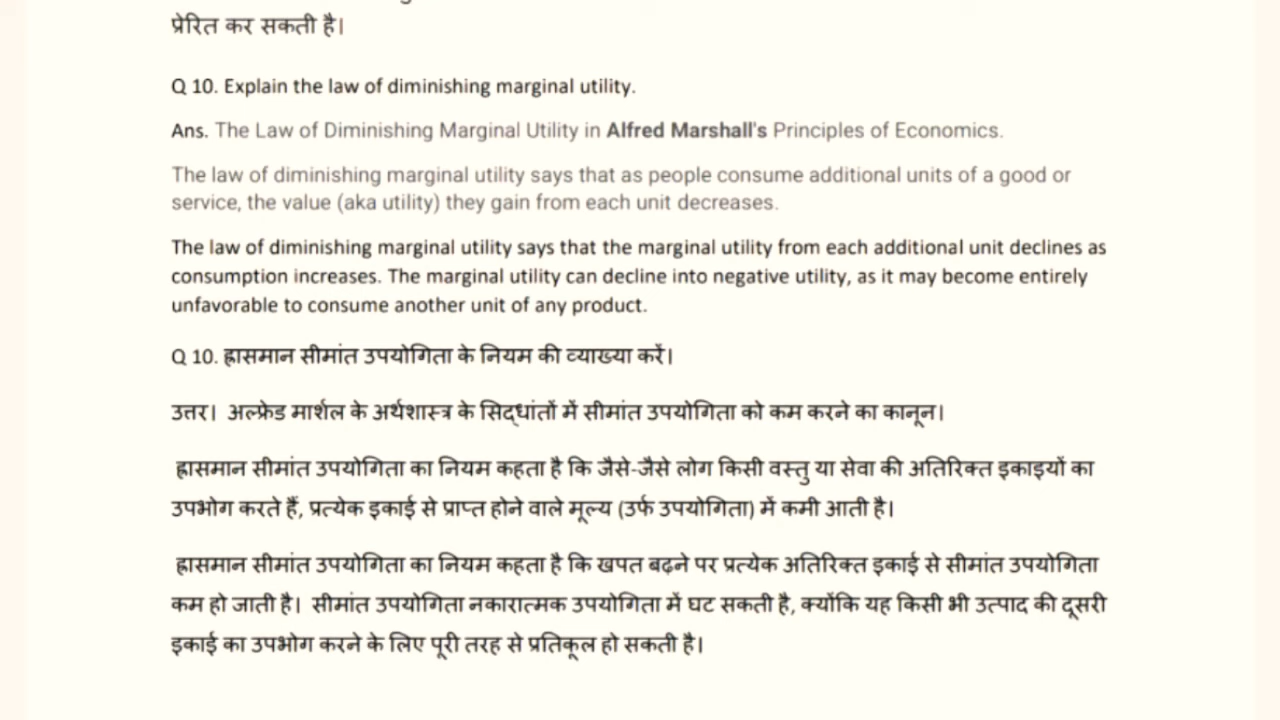 प्रेरित कर सकती है।
Q 10. Explain the law of diminishing marginal utility.
Ans. The Law of Diminishing Marginal Utility in Alfred Marshall's Principles of Economics.
The law of diminishing marginal utility says that as people consume additional units of a good or
service, the value (aka utility) they gain from each unit decreases.
The law of diminishing marginal utility says that the marginal utility from each additional unit declines as
consumption increases. The marginal utility can decline into negative utility, as it may become entirely
unfavorable to consume another unit of any product.
Q 10. ह्रासमान सीमांत उपयोगिता के नियम की व्याख्या करें।
उत्तर। अल्फ्रेड मार्शल के अर्थशास्त्र के सिद्धांतों में सीमांत उपयोगिता को कम करने का कानून।
ह्रासमान सीमांत उपयोगिता का नियम कहता है कि जैसे-जैसे लोग किसी वस्तु या सेवा की अतिरिक्त इकाइयों का
उपभोग करते हैं, प्रत्येक इकाई से प्राप्त होने वाले मूल्य (उर्फ उपयोगिता) में कमी आती है।
ह्रासमान सीमांत उपयोगिता का नियम कहता है कि खपत बढ़ने पर प्रत्येक अतिरिक्त इकाई से सीमांत उपयोगिता
कम हो जाती है। सीमांत उपयोगिता नकारात्मक उपयोगिता में घट सकती है, क्योंकि यह किसी भी उत्पाद की दूसरी
इकाई का उपभोग करने के लिए पूरी तरह से प्रतिकूल हो सकती है।